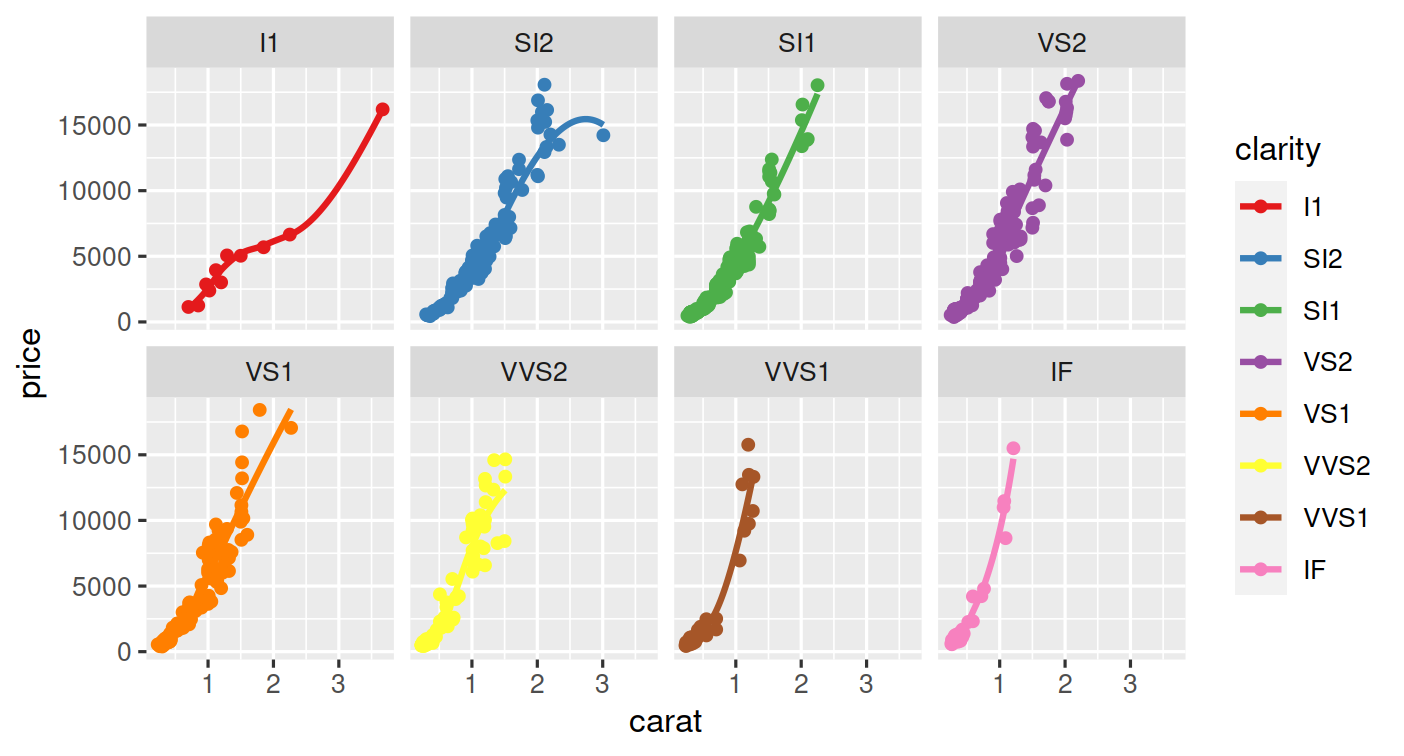 I1 SI2 SI1 VS2
15000
10000
5000
0
VS1 VVS2 VVS1 IF
15000
10000
5000
0
1 2 3 1 2 3 1 2 3 1 2 3
carat
price
clarity
I1
SI2
SI1
VS2
VS1
VVS2
VVS1
IF